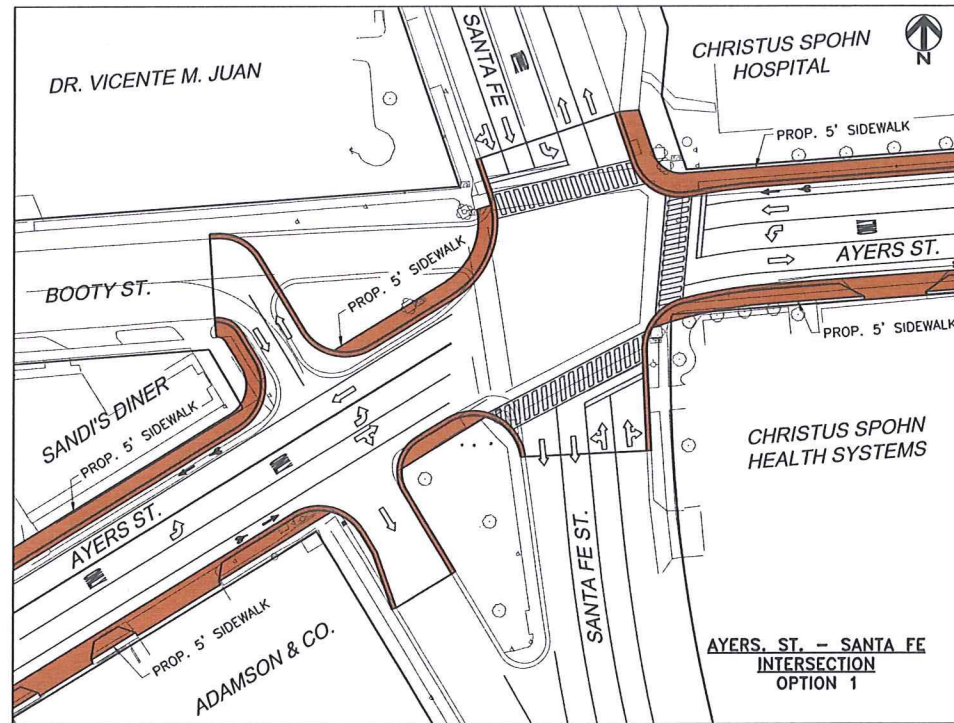 DR. VICENTE M. JUAN
SANTA FE
CHRISTUS SPOHN
HOSPITAL
N
PROP. 5' SIDEWALK
AYERS ST.
PROP. 5' SIDEWALK
BOOTY ST.
PROP. 5' SIDEWALK
SANDI'S DINER
PROP. 5' SIDEWALK
CHRISTUS SPOHN
HEALTH SYSTEMS
AYERS ST.
SANTA FE ST.
PROP. 5' SIDEWALK
ADAMSON & CO.
AYERS. ST. - SANTA FE
INTERSECTION
OPTION 1